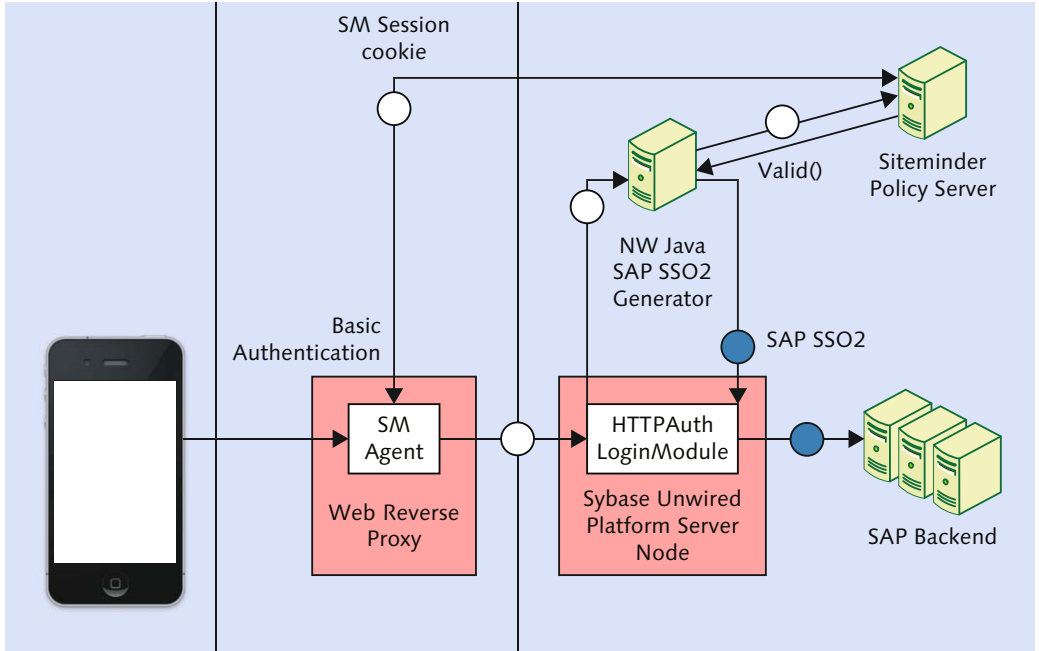 SM Session
cookie
Siteminder
Policy Server
Valid()
NW Java
SAP SSO2
Generator
Basic
Authentication
SAP SSO2
SM
Agent
HTTPAuth
LoginModule
Web Reverse
Proxy
Sybase Unwired
Platform Server
Node
SAP Backend